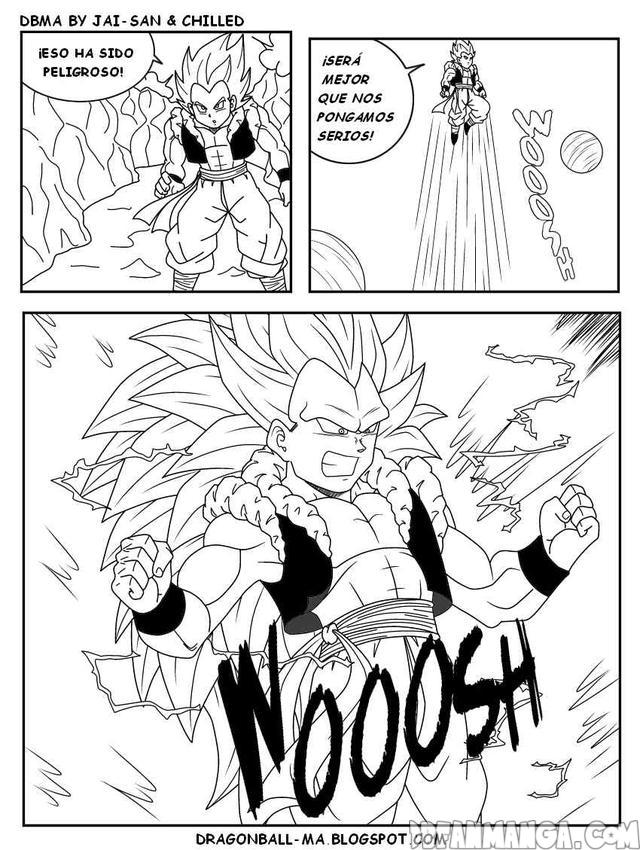 DBMA BY JAI-SAN & CHILLED
¡ESO HA SIDO
PELIGROSO!
¡SERÁ
MEJOR
QUE NOS
PONGAMOS
SERIOS!
WOOOSH
WOOOSH
DRAGONBALL-MA.BLOGSPOT.COM